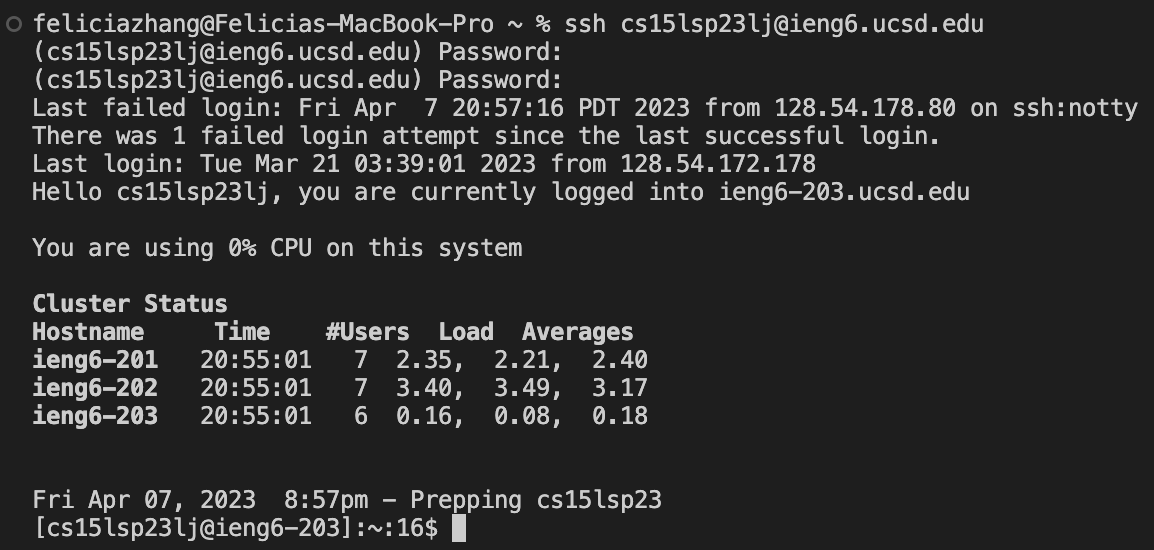 feliciazhang@Felicias-MacBook-Pro ~ % ssh cs15lsp23lj@ieng6.ucsd.edu
(cs15lsp23lj@ieng6.ucsd.edu) Password:
(cs15lsp23lj@ieng6.ucsd.edu) Password:
Last failed login: Fri Apr  7 20:57:16 PDT 2023 from 128.54.178.80 on ssh:notty
There was 1 failed login attempt since the last successful login.
Last login: Tue Mar 21 03:39:01 2023 from 128.54.172.178
Hello cs15lsp23lj, you are currently logged into ieng6-203.ucsd.edu
You are using 0% CPU on this system
Cluster Status
Hostname     Time    #Users  Load  Averages
ieng6-201   20:55:01   7  2.35,  2.21,  2.40
ieng6-202   20:55:01   7  3.40,  3.49,  3.17
ieng6-203   20:55:01   6  0.16,  0.08,  0.18
Fri Apr 07, 2023  8:57pm - Prepping cs15lsp23
[cs15lsp23lj@ieng6-203]:~:16$